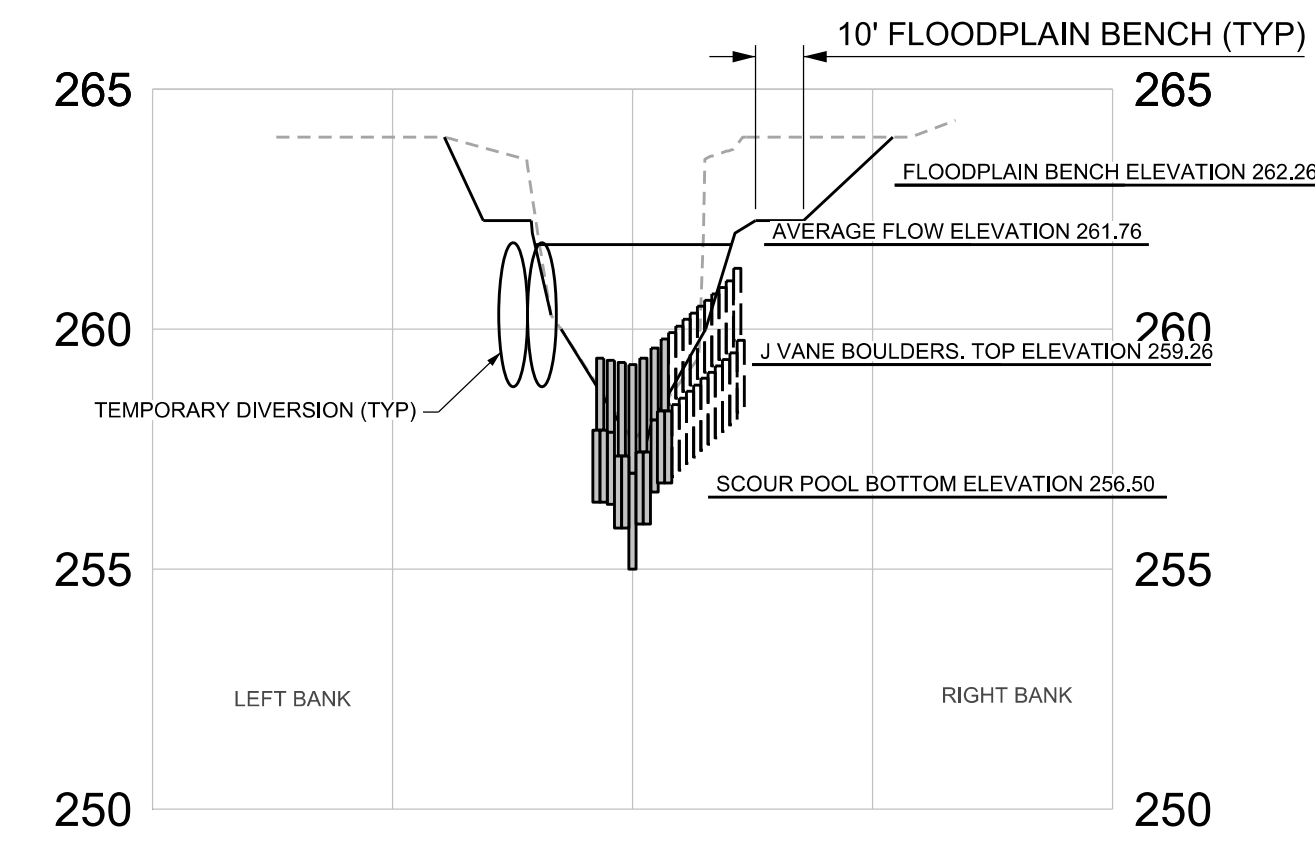 10' FLOODPLAIN BENCH (TYP)
265
265
FLOODPLAIN BENCH ELEVATION 262.26
AVERAGE FLOW ELEVATION 261.76
260
260
J VANE BOULDERS. TOP ELEVATION 259.26
TEMPORARY DIVERSION (TYP)
SCOUR POOL BOTTOM ELEVATION 256.50
255
255
LEFT BANK
RIGHT BANK
250
250